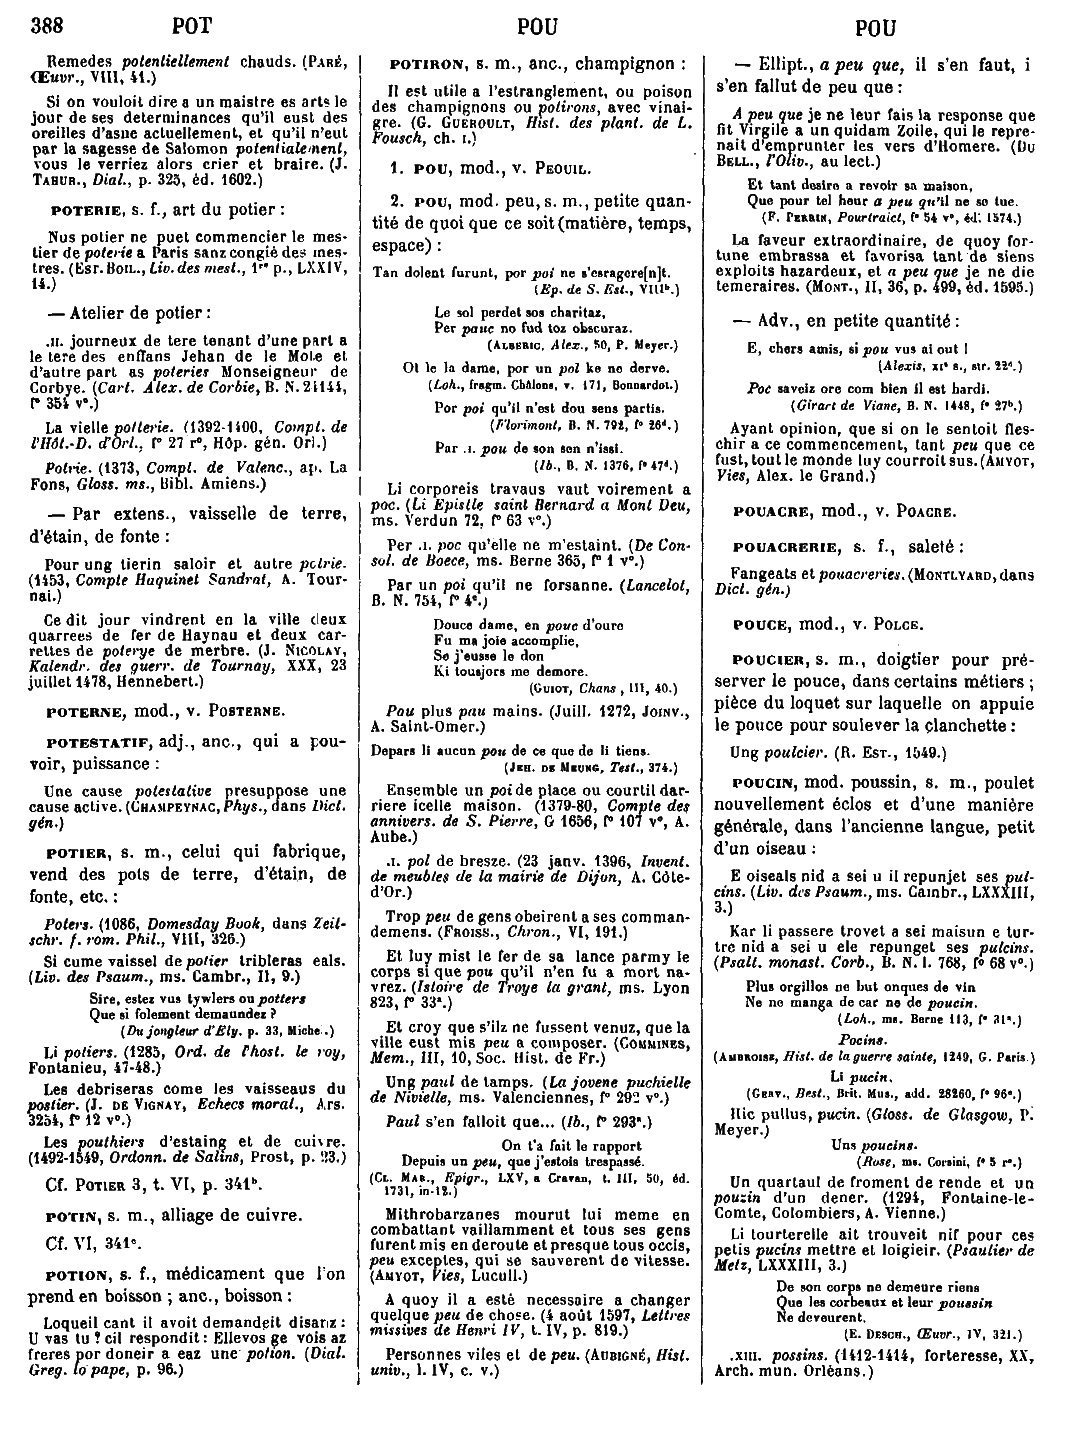 388 POT POU POU
Remedes potentiellement chauds. (PARÉ,
Œuvr., VIII, 41.)
Si on vouloit dire a un maistre es arts le
jour de ses determinances qu'il eust des
oreilles d'asne actuellement, et qu'il n'eut
par la sagesse de Salomon potentialement,
vous le verriez alors crier et braire. (J.
TAHUR., Dial., p. 325, éd. 1602.)
POTERIE, s. f., art du potier :
Nus potier ne puet commencier le mes-
tier de poterie a Paris sanz congié des mes-
tres. (EST. BOIL., Liv. des mest., 1re p., LXXIV,
14.)
— Atelier de potier :
.II. journeux de tere tenant d'une part a
le tere des enffans Jehan de le Mote et
d'autre part as poteries Monseigneur de
Corbye. (Cart. Alex. de Corbie, B. N. 24144,
f° 354 v°.)
La vielle potterie. (1392-1400, Compt. de
l'Hôt.-D. d'Orl., f° 27 r°, Hôp. gén. Orl.)
Potrie. (1373, Compt. de Valenc., ap. La
Fons, Gloss. ms., Bibl. Amiens.)
— Par extens., vaisselle de terre,
d'étain, de fonte :
Pour ung tierin saloir et autre potrie.
(1453, Compte Huquinet Sandrat, A. Tour-
nai.)
Ce dit jour vindrent en la ville deux
quarrees de fer de Haynau et deux car-
rettes de poterye de merbre. (J. NICOLAY,
Kalendr. des guerr. de Tournay, XXX, 23
juillet 1478, Hennebert.)
POTERNE, mod., v. POSTERNE.
POTESTATIF, adj., anc., qui a pou-
voir, puissance :
Une cause potestative presuppose une
cause active. (CHAMPEYNAC, Phys., dans Dict.
gén.)
POTIER, s. m., celui qui fabrique,
vend des pots de terre, d'étain, de
fonte, etc. :
Poters. (1086, Domesday Book, dans Zeit-
schr. f. rom. Phil., VIII, 326.)
Si cume vaissel de potier tribleras eals.
(Liv. des Psaum., ms. Cambr., II, 9.)
Sire, estez vus tywlers ou potters
Que si folement demaundez ?
(Du jongleur d'Ely, p. 33, Michel.)
Li potiers. (1285, Ord. de l'host. le roy,
Fontanieu, 47-48.)
Les debriseras come les vaisseaus du
postier. (J. DE VIGNAY, Echecs moral., Ars.
3254, f° 12 v°.)
Les pouthiers d'estaing et de cuivre.
(1492-1549, Ordonn. de Salins, Prost, p. 23.)
Cf. POTIER 3, t. VI, p. 341b.
POTIN, s. m., alliage de cuivre.
Cf. VI, 341c.
POTION, s. f., médicament que l'on
prend en boisson ; anc., boisson :
Loqueil cant il avoit demandeit disanz :
U vas tu ? cil respondit : Ellevos ge vois az
freres por doneir a eaz une potion. (Dial.
Greg. lo pape, p. 96.)
POTIRON, s. m., anc., champignon :
Il est utile a l'estranglement, ou poison
des champignons ou potirons, avec vinai-
gre. (G. GUEROULT, Hist. des plant. de L.
Fousch, ch. I.)
1. POU, mod., v. PEOUIL.
2. POU, mod. peu, s. m., petite quan-
tité de quoi que ce soit (matière, temps,
espace) :
Tan dolent furunt, por poi ne s'esragere[n]t.
(Ep. de S. Est., VIIIb.)
Le sol perdet sos charitaz,
Per pauc no fud toz obscuraz.
(ALBERIC, Alex., 50, P. Meyer.)
Ot le la dame, por un pol ke ne derve.
(Loh., fragm. Châlons, v. 171, Bonnardot.)
Por poi qu'il n'est dou sens partis.
(Florimont, B. N. 792, f° 26d.)
Par .I. pou de son sen n'issi.
(Ib., B. N. 1376, f° 47d.)
Li corporeis travaus vaut voirement a
poc. (Li Epistle saint Bernard a Mont Deu,
ms. Verdun 72, f° 63 v°.)
Per .I. poc qu'elle ne m'estaint. (De Con-
sol. de Boece, ms. Berne 365, f° 1 v°.)
Par un poi qu'il ne forsanne. (Lancelot,
B. N. 754, f° 4c.)
Douce dame, en pouc d'oure
Fu ma joie accomplie,
Se j'eusse le don
Ki tousjors me demore.
(GUIOT, Chans, III, 40.)
Pou plus pau mains. (Juill. 1272, JOINV.,
A. Saint-Omer.)
Depars li aucun pou de ce que de li tiens.
(JEH. DE MEUNG, Test., 374.)
Ensemble un poi de place ou courtil dar-
riere icelle maison. (1379-80, Compte des
annivers. de S. Pierre, G 1656, f° 107 v°, A.
Aube.)
.I. pol de bresze. (23 janv. 1396, Invent.
de meubles de la mairie de Dijon, A. Côte-
d'Or.)
Trop peu de gens obeirent a ses comman-
demens. (FROISS., Chron., VI, 191.)
Et luy mist le fer de sa lance parmy le
corps si que pou qu'il n'en fu a mort na-
vrez. (Istoire de Troye la grant, ms. Lyon
823, f° 33a.)
Et croy que s'ilz ne fussent venuz, que la
ville eust mis peu a composer. (COMMINES,
Mem., III, 10, Soc. Hist. de Fr.)
Ung paul de tamps. (La jovene puchielle
de Nivielle, ms. Valenciennes, f° 292 v°.)
Paul s'en falloit que... (Ib., f° 293a.)
On t'a fait le rapport
Depuis un peu, que j'estois trespassé.
(CL. MAR., Epigr., LXV, a Cravan, t. III, 50, éd.
1731, in-12.)
Mithrobarzanes mourut lui meme en
combattant vaillamment et tous ses gens
furent mis en deroute et presque tous occis,
peu exceptes, qui se sauverent de vitesse.
(AMYOT, Vies, Lucull.)
A quoy il a esté necessaire a changer
quelque peu de chose. (4 août 1597, Lettres
missives de Henri IV, t. IV, p. 819.)
Personnes viles et de peu. (AUBIGNÉ, Hist.
univ., l. IV, c. v.)
— Ellipt., a peu que, il s'en faut, i
s'en fallut de peu que :
A peu que je ne leur fais la response que
fit Virgile a un quidam Zoile, qui le repre-
nait d'emprunter les vers d'Homere. (DU
BELL., l'Oliv., au lect.)
Et tant desire a revoir sa maison,
Que pour tel heur a peu qu'il ne se tue.
(F. PERRIN, Pourtraict, f° 54 v°, éd. 1574.)
La faveur extraordinaire, de quoy for-
tune embrassa et favorisa tant de siens
exploits hazardeux, et a peu que je ne die
temeraires. (MONT., II, 36, p. 499, éd. 1595.)
— Adv., en petite quantité :
E, chers amis, si pou vus ai out !
(Alexis, XIe s., str. 22d.)
Poc saveiz ore com bien il est hardi.
(Girart de Viane, B. N. 1448, f° 27b.)
Ayant opinion, que si on le sentoit fles-
chir a ce commencement, tant peu que ce
fust, tout le monde luy courroit sus. (AMYOT,
Vies, Alex. le Grand.)
POUACRE, mod., v. POACRE.
POUACRERIE, s. f., saleté :
Fangeats et pouacreries. (MONTLYARD, dans
Dict. gén.)
POUCE, mod., v. POLCE.
POUCIER, s. m., doigtier pour pré-
server le pouce, dans certains métiers ;
pièce du loquet sur laquelle on appuie
le pouce pour soulever la clanchette :
Ung poulcier. (R. EST., 1549.)
POUCIN, mod. poussin, s. m., poulet
nouvellement éclos et d'une manière
générale, dans l'ancienne langue, petit
d'un oiseau :
E oiseals nid a sei u il repunjet ses pul-
cins. (Liv. des Psaum., ms. Cambr., LXXXIII,
3.)
Kar li passere trovet a sei maisun e tur-
tre nid a sei u ele repunget ses pulcins.
(Psalt. monast. Corb., B. N. l. 768, f° 68 v°.)
Plus orgillos ne but onques de vin
Ne ne manga de car ne de poucin.
(Loh., ms. Berne 113, f° 31a.)
Pocins.
(AMBROISE, Hist. de la guerre sainte, 1249, G. Paris.)
Li pucin.
(GERV., Best., Brit. Mus., add. 28260, f° 96a.)
Hic pullus, pucin. (Gloss. de Glasgow, P.
Meyer.)
Uns poucins.
(Rose, ms. Corsini, f° 5 r°.)
Un quartaul de froment de rende et un
pouzin d'un dener. (1294, Fontaine-le-
Comte, Colombiers, A. Vienne.)
Li tourterelle ait trouveit nif pour ces
petis pucins mettre et loigieir. (Psautier de
Metz, LXXXIII, 3.)
De son corps ne demeure riens
Que les corbeaux et leur poussin
Ne devourent.
(E. DESCH., Œuvr., IV, 321.)
.XIII. possins. (1412-1414, forteresse, XX,
Arch. mun. Orléans.)